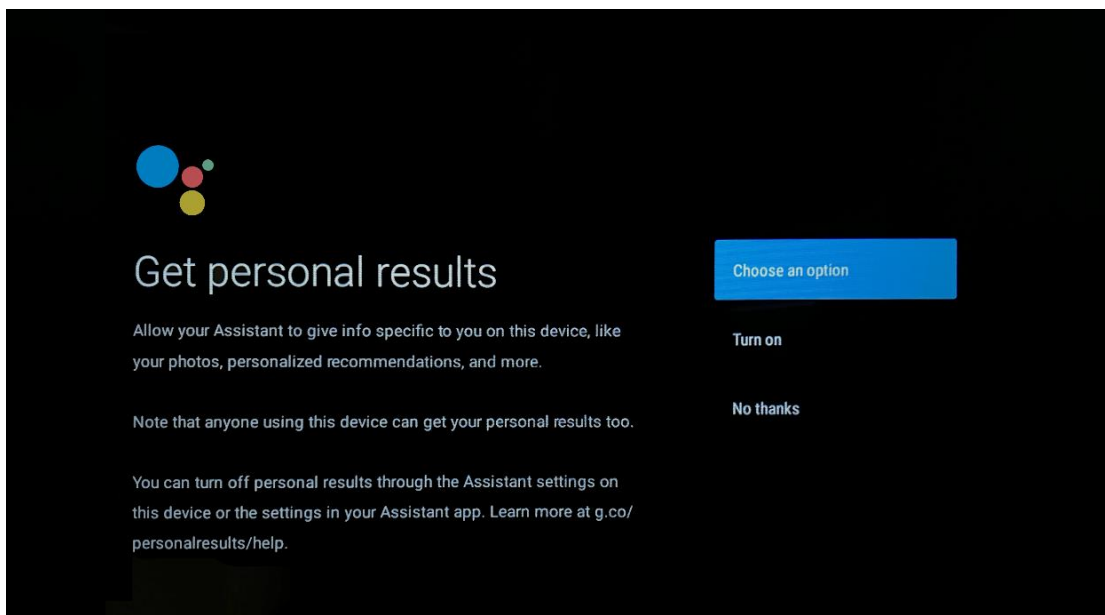 Get personal results
Allow your Assistant to give info specific to you on this device, like
your photos, personalized recommendations, and more.
Note that anyone using this device can get your personal results too.
You can turn off personal results through the Assistant settings on
this device or the settings in your Assistant app. Learn more at g.co/
personalresults/help.
Choose an option
Turn on
No thanks